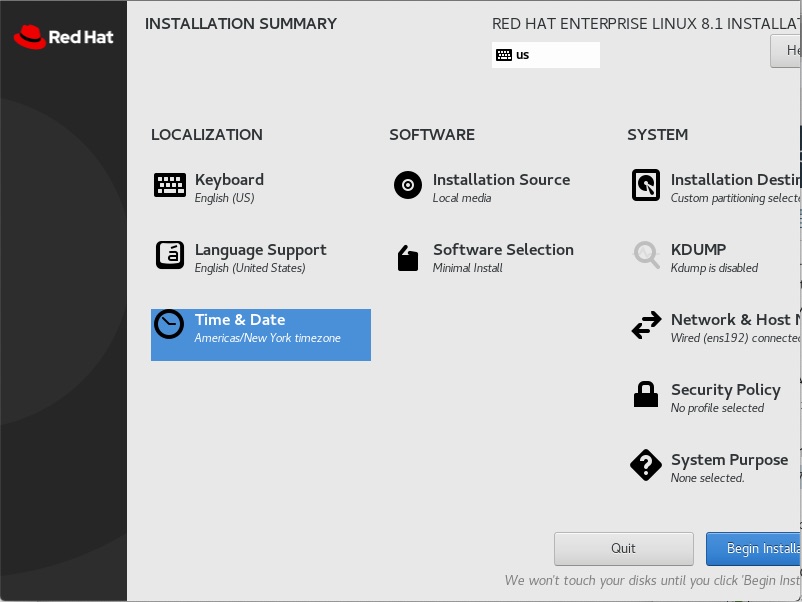 Red Hat
INSTALLATION SUMMARY
RED HAT ENTERPRISE LINUX 8.1 INSTALLAT
us
He
LOCALIZATION
Keyboard
English (US)
Language Support
English (United States)
Time & Date
Americas/New York timezone
SOFTWARE
Installation Source
Local media
Software Selection
Minimal Install
SYSTEM
Installation Destin
Custom partitioning selecte
KDUMP
Kdump is disabled
Network & Host N
Wired (ens192) connected
Security Policy
No profile selected
System Purpose
None selected.
Quit
Begin Installa
We won't touch your disks until you click 'Begin Inst